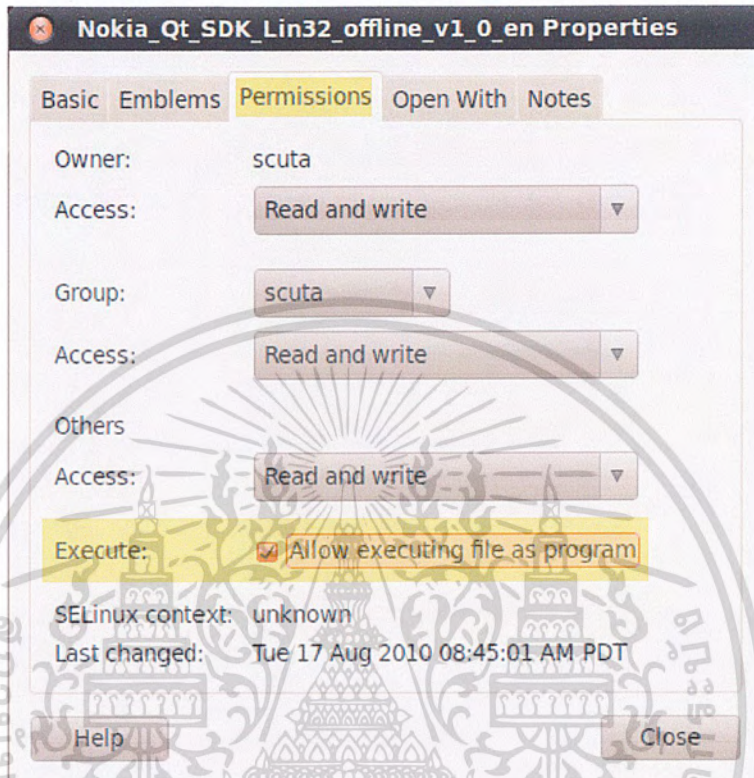 Nokia_Qt_SDK_Lin32_offline_v1_0_en Properties
Basic Emblems Permissions Open With Notes
Owner: scuta
Access: Read and write
Group: scuta
Access: Read and write
Others
Access: Read and write
Execute: Allow executing file as program
SELinux context: unknown
Last changed: Tue 17 Aug 2010 08:45:01 AM PDT
Help Close